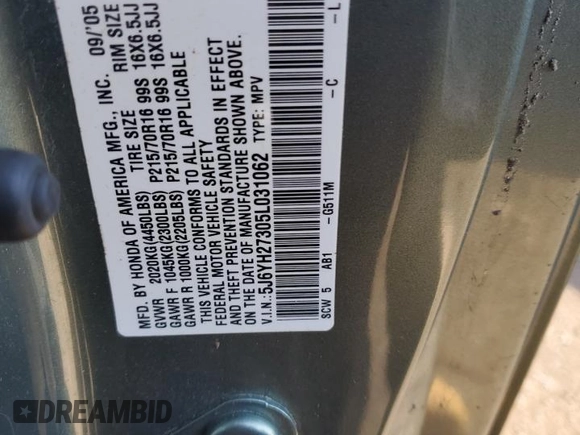 MFD. BY HONDA OF AMERICA MFG., INC. 09/'05
GVWR 2020KG(4450LBS) TIRE SIZE RIM SIZE
GAWR F 1045KG(2300LBS) P215/70R16 99S 16X6.5JJ
GAWR R 1000KG(2205LBS) P215/70R16 99S 16X6.5JJ
THIS VEHICLE CONFORMS TO ALL APPLICABLE
FEDERAL MOTOR VEHICLE SAFETY
AND THEFT PREVENTION STANDARDS IN EFFECT
ON THE DATE OF MANUFACTURE SHOWN ABOVE.
V.I.N.: 5J6YH27305L031062 TYPE: MPV
SCW 5 AB1 -G511M -C -L
DREAMBID